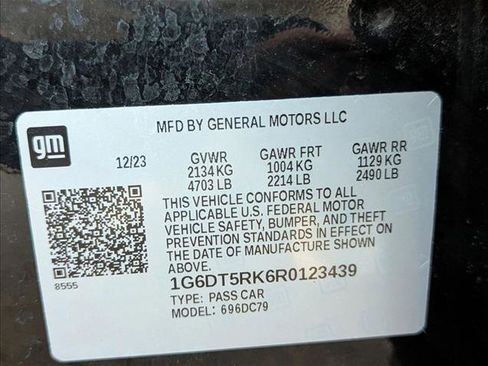 MFD BY GENERAL MOTORS LLC
gm
12/23 GVWR GAWR FRT GAWR RR
2134 KG 1004 KG 1129 KG
4703 LB 2214 LB 2490 LB
THIS VEHICLE CONFORMS TO ALL
APPLICABLE U.S. FEDERAL MOTOR
VEHICLE SAFETY, BUMPER, AND THEFT
PREVENTION STANDARDS IN EFFECT ON
THE DATE OF MANUFACTURE SHOWN
ABOVE.
8555
1G6DT5RK6R0123439
TYPE: PASS CAR
MODEL: 696DC79